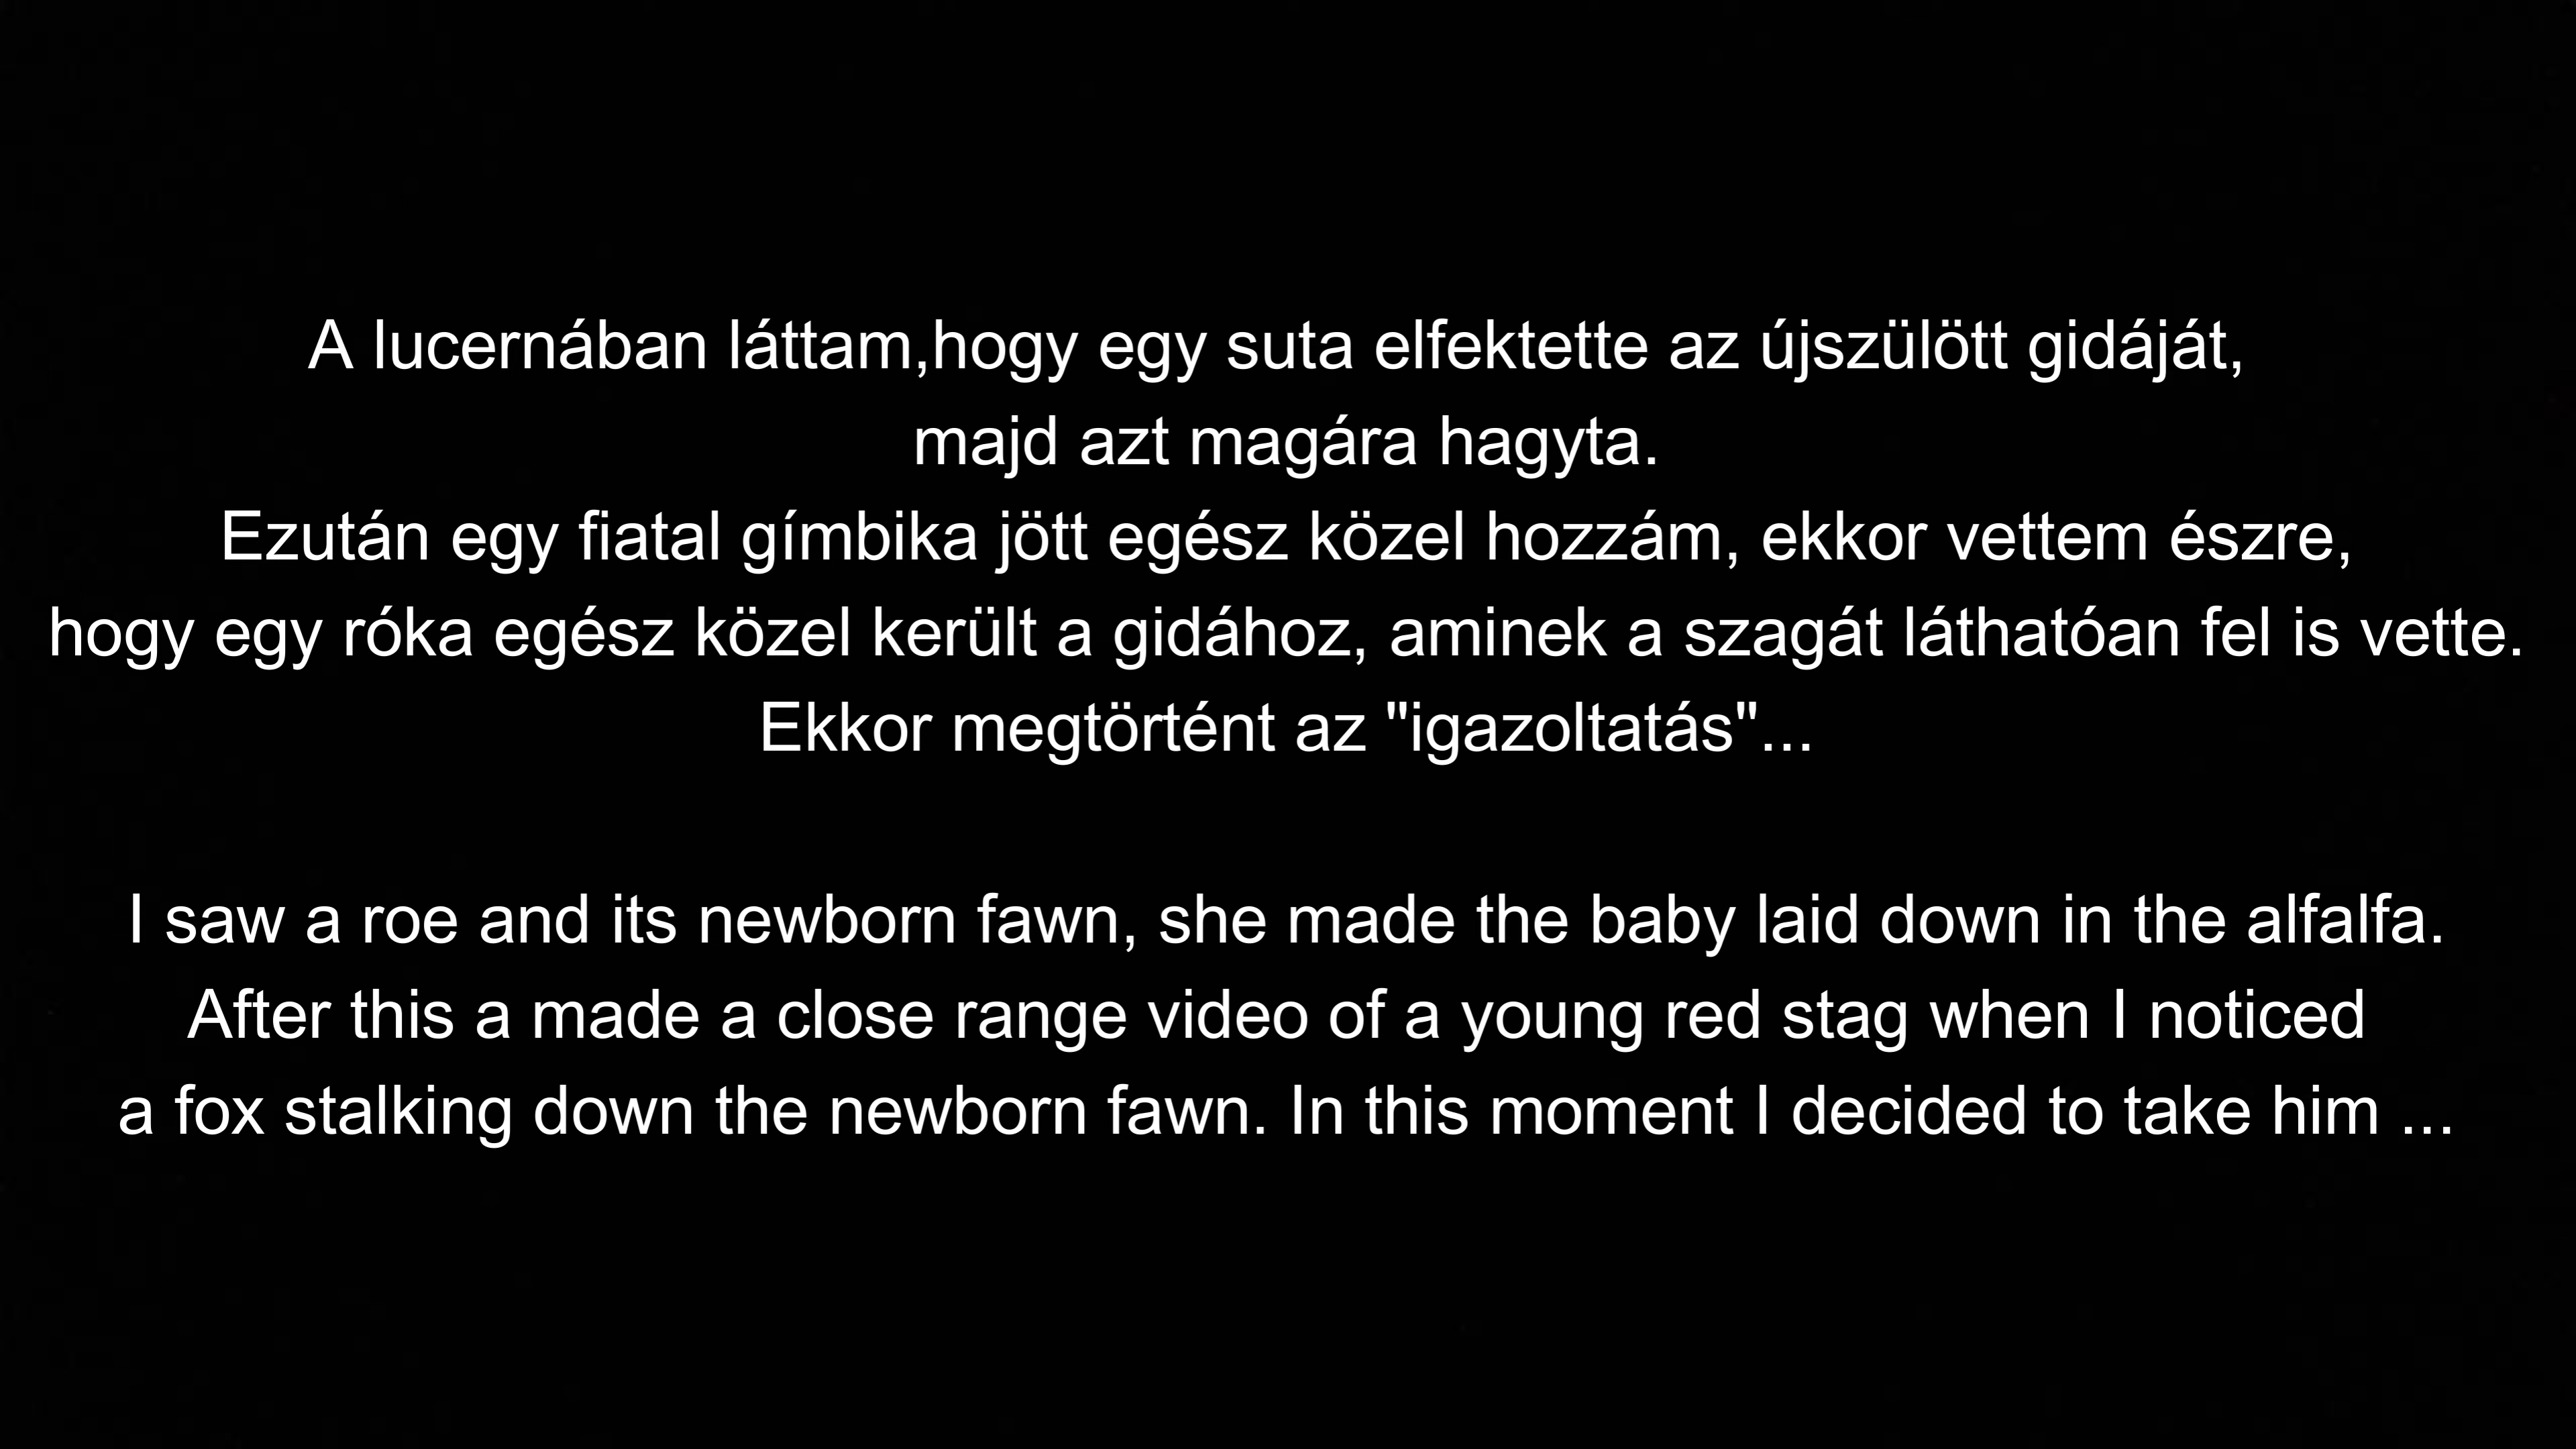 A lucernában láttam,hogy egy suta elfektette az újszülött gidáját,
majd azt magára hagyta.
Ezután egy fiatal gímbika jött egész közel hozzám, ekkor vettem észre,
hogy egy róka egész közel került a gidához, aminek a szagát láthatóan fel is vette.
Ekkor megtörtént az "igazoltatás"...
I saw a roe and its newborn fawn, she made the baby laid down in the alfalfa.
After this a made a close range video of a young red stag when I noticed
a fox stalking down the newborn fawn. In this moment I decided to take him ...